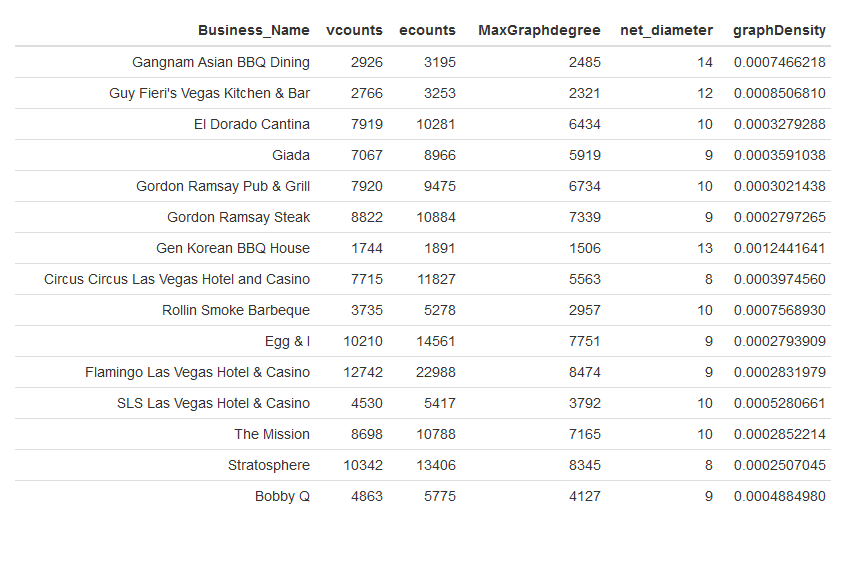 Business_Name vcounts ecounts MaxGraphdegree net_diameter graphDensity
Gangnam Asian BBQ Dining 2926 3195 2485 14 0.0007466218
Guy Fieri's Vegas Kitchen & Bar 2766 3253 2321 12 0.0008506810
El Dorado Cantina 7919 10281 6434 10 0.0003279288
Giada 7067 8966 5919 9 0.0003591038
Gordon Ramsay Pub & Grill 7920 9475 6734 10 0.0003021438
Gordon Ramsay Steak 8822 10884 7339 9 0.0002797265
Gen Korean BBQ House 1744 1891 1506 13 0.0012441641
Circus Circus Las Vegas Hotel and Casino 7715 11827 5563 8 0.0003974560
Rollin Smoke Barbeque 3735 5278 2957 10 0.0007568930
Egg & I 10210 14561 7751 9 0.0002793909
Flamingo Las Vegas Hotel & Casino 12742 22988 8474 9 0.0002831979
SLS Las Vegas Hotel & Casino 4530 5417 3792 10 0.0005280661
The Mission 8698 10788 7165 10 0.0002852214
Stratosphere 10342 13406 8345 8 0.0002507045
Bobby Q 4863 5775 4127 9 0.0004884980